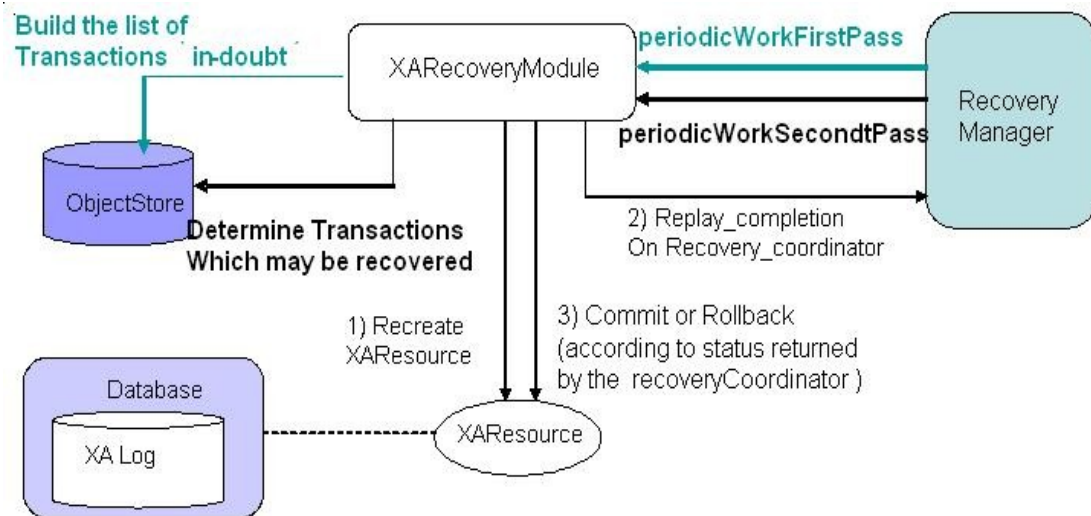 Build the list of
Transactions ` in-doubt ´
XARecoveryModule
periodicWorkFirstPass
periodicWorkSecondtPass
Recovery
Manager
ObjectStore
Determine Transactions
Which may be recovered
2) Replay_completion
On Recovery_coordinator
1) Recreate
XAResource
3) Commit or Rollback
(according to status returned
by the recoveryCoordinator )
Database
XA Log
XAResource